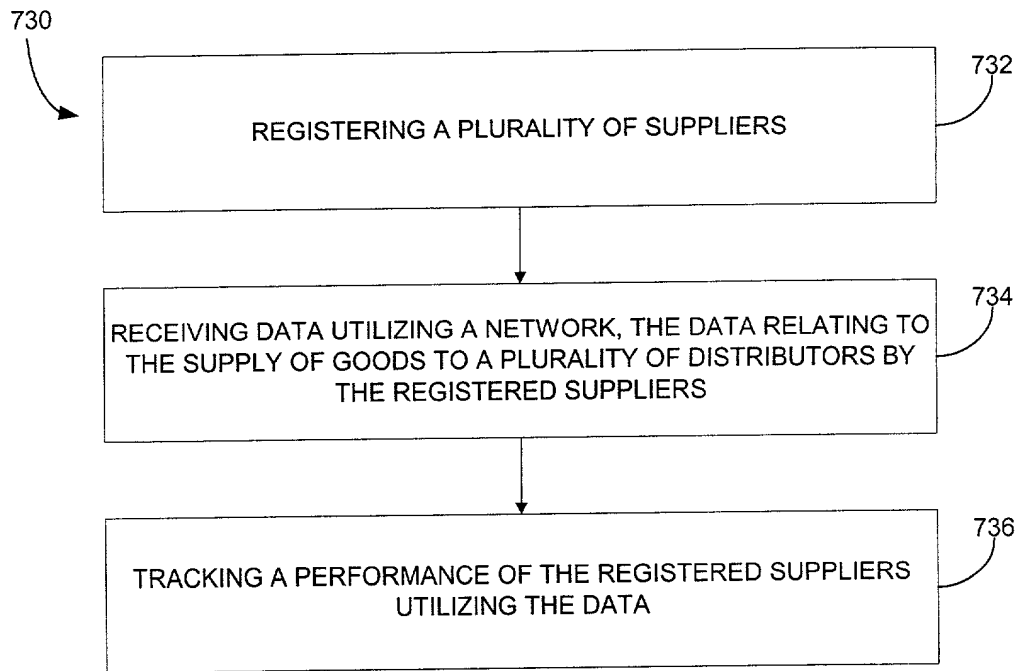 730
732
REGISTERING A PLURALITY OF SUPPLIERS
734
RECEIVING DATA UTILIZING A NETWORK, THE DATA RELATING TO
THE SUPPLY OF GOODS TO A PLURALITY OF DISTRIBUTORS BY
THE REGISTERED SUPPLIERS
736
TRACKING A PERFORMANCE OF THE REGISTERED SUPPLIERS
UTILIZING THE DATA